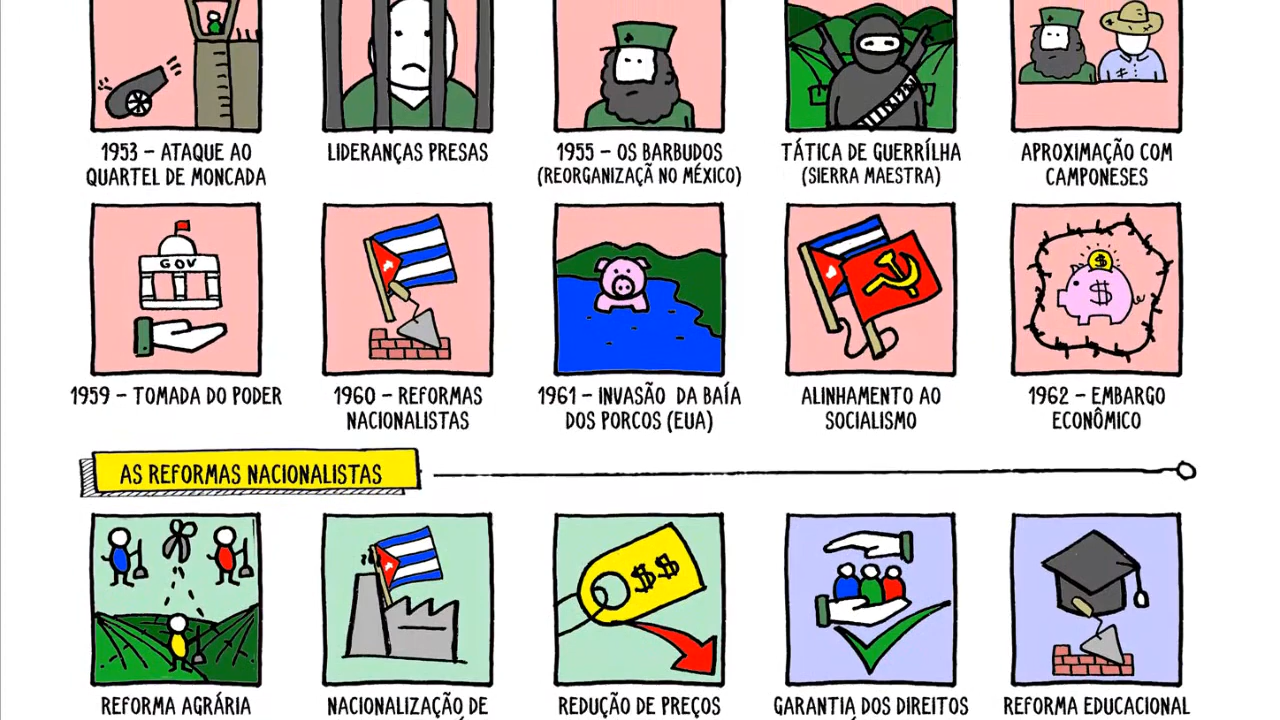 1953 – ATAQUE AO
QUARTEL DE MONCADA
LIDERANÇAS PRESAS
1955 – OS BARBUDOS
(REORGANIZAÇÃ NO MÉXICO)
TÁTICA DE GUERRÍLHA
(SIERRA MAESTRA)
APROXIMAÇÃO COM
CAMPONESES
GOV
$
$
1959 – TOMADA DO PODER
1960 – REFORMAS
NACIONALISTAS
1961 – INVASÃO DA BAÍA
DOS PORCOS (EUA)
ALINHAMENTO AO
SOCIALISMO
1962 – EMBARGO
ECONÔMICO
AS REFORMAS NACIONALISTAS
$$
REFORMA AGRÁRIA
NACIONALIZAÇÃO DE
REDUÇÃO DE PREÇOS
GARANTIA DOS DIREITOS
REFORMA EDUCACIONAL